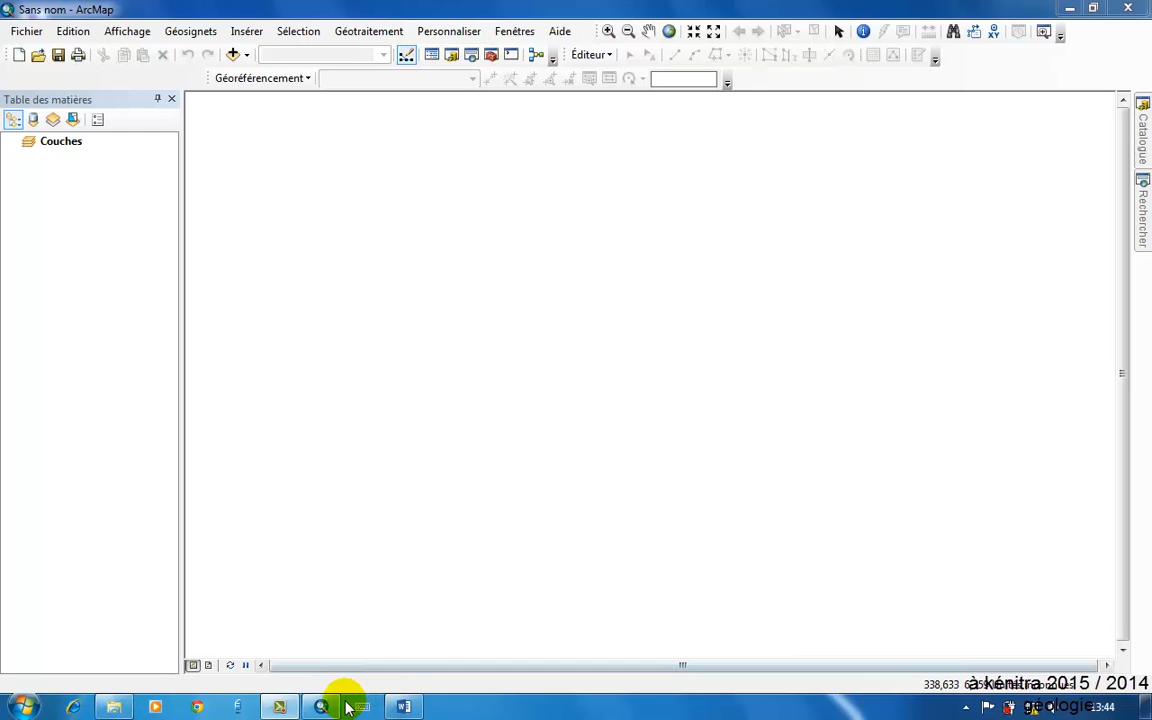 Sans nom - ArcMap
Fichier Edition Affichage Géosignets Insérer Sélection Géotraitement Personnaliser Fenêtres Aide
Éditeur
Géoréférencement
Table des matières
Couches
Catalogue
Rechercher
338,633
à kénitra 2015 / 2014
géologie
13:44